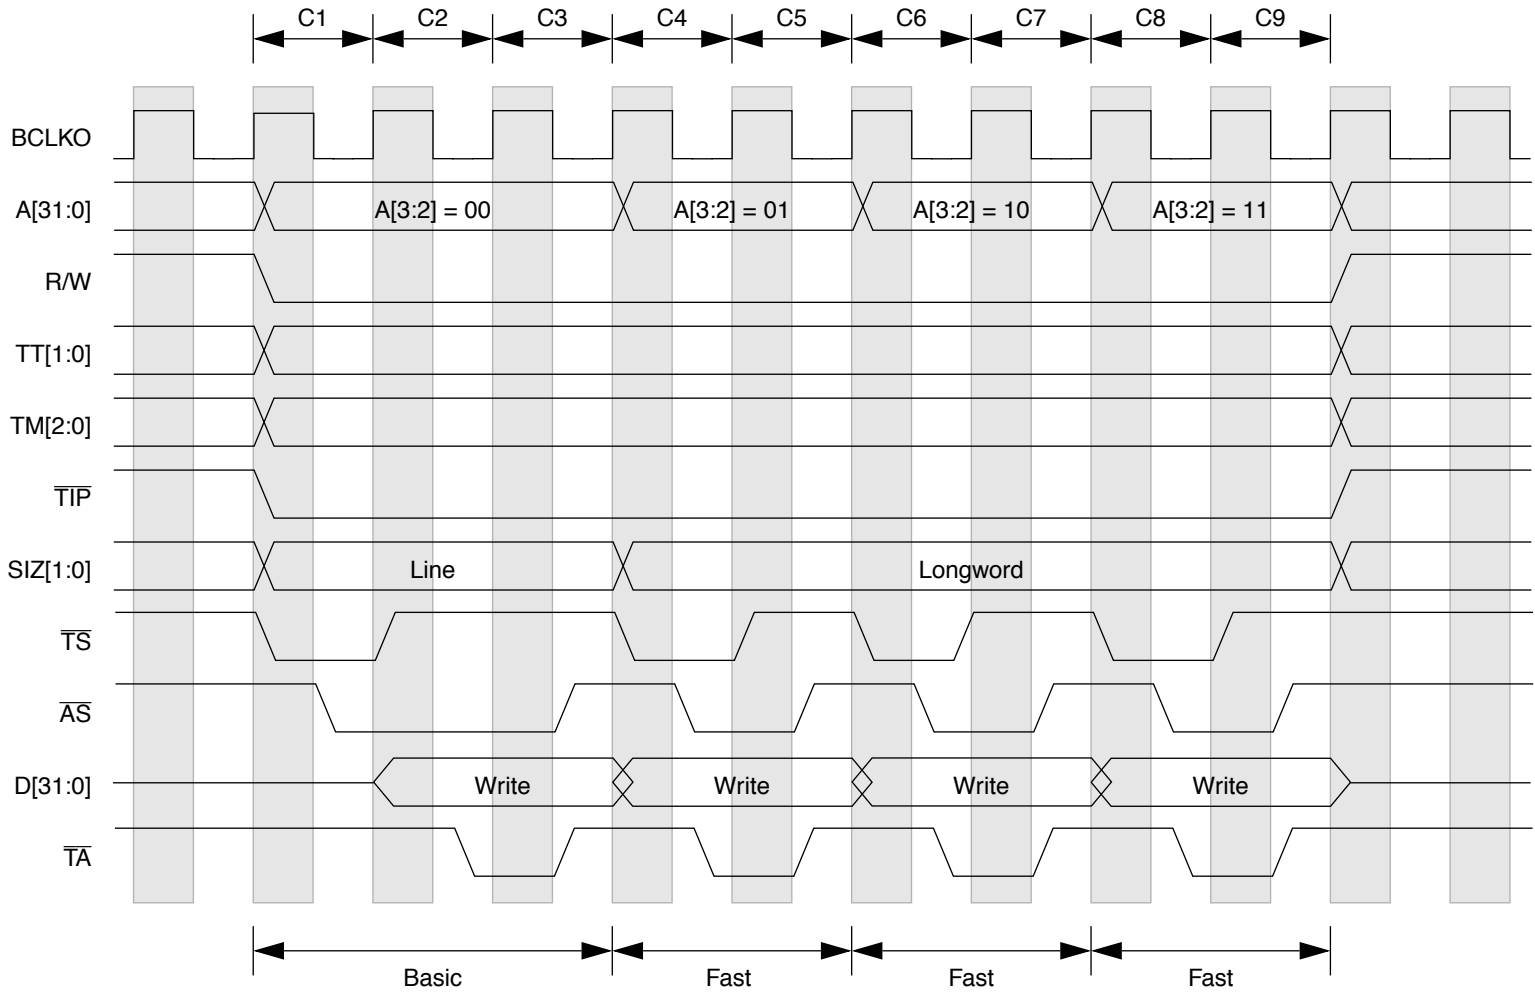 C1 C2 C3 C4 C5 C6 C7 C8 C9
BCLKO
A[31:0] A[3:2] = 00 A[3:2] = 01 A[3:2] = 10 A[3:2] = 11
R/W
TT[1:0]
TM[2:0]
TIP
SIZ[1:0] Line Longword
TS
AS
D[31:0] Write Write Write Write
TA
Basic Fast Fast Fast